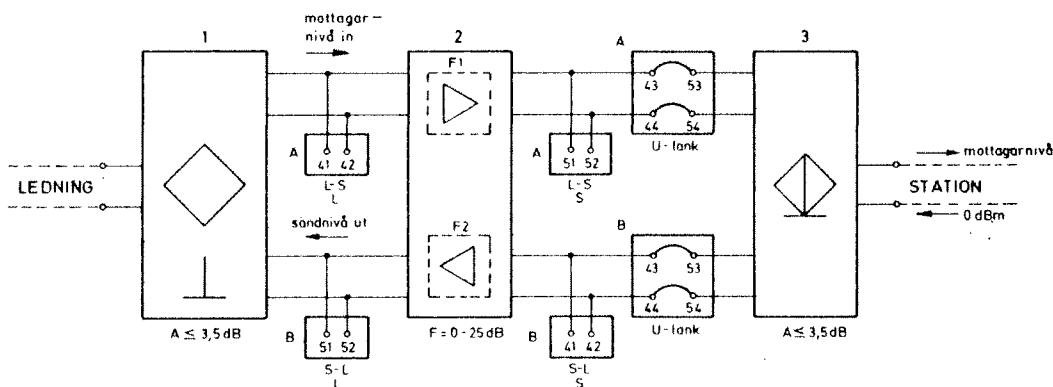 mottagar-
nivå in
1
2
3
F1
A
43 53
44 54
U-lank
A
41 42
L-S
L
A
51 52
L-S
S
mottagarnivå
LEDNING
STATION
0 dBm
sändnivå ut
F2
B
43 53
44 54
U-lank
B
51 52
S-L
L
B
41 42
S-L
S
A ≤ 3,5 dB
F = 0 - 25 dB
A ≤ 3,5 dB